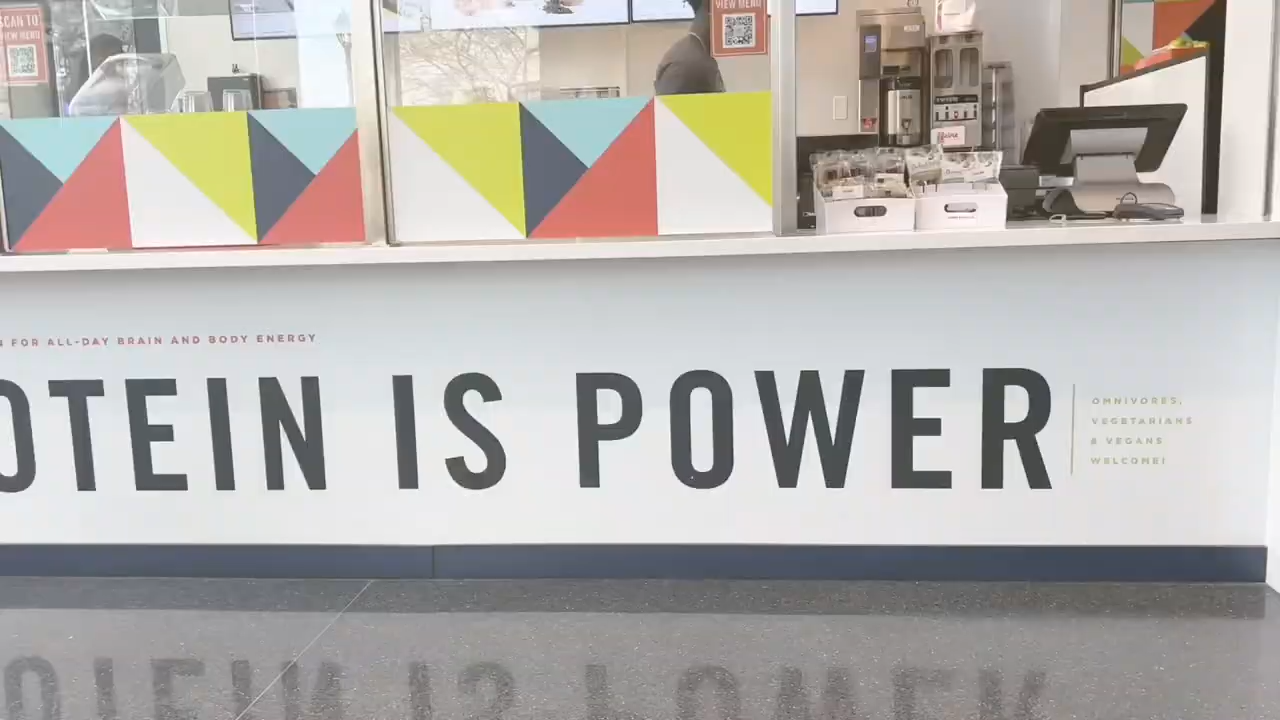 SCAN TO
VIEW MENU
VIEW MENU
FOR ALL-DAY BRAIN AND BODY ENERGY
OTEIN IS POWER
OMNIVORES,
VEGETARIANS
& VEGANS
WELCOME!